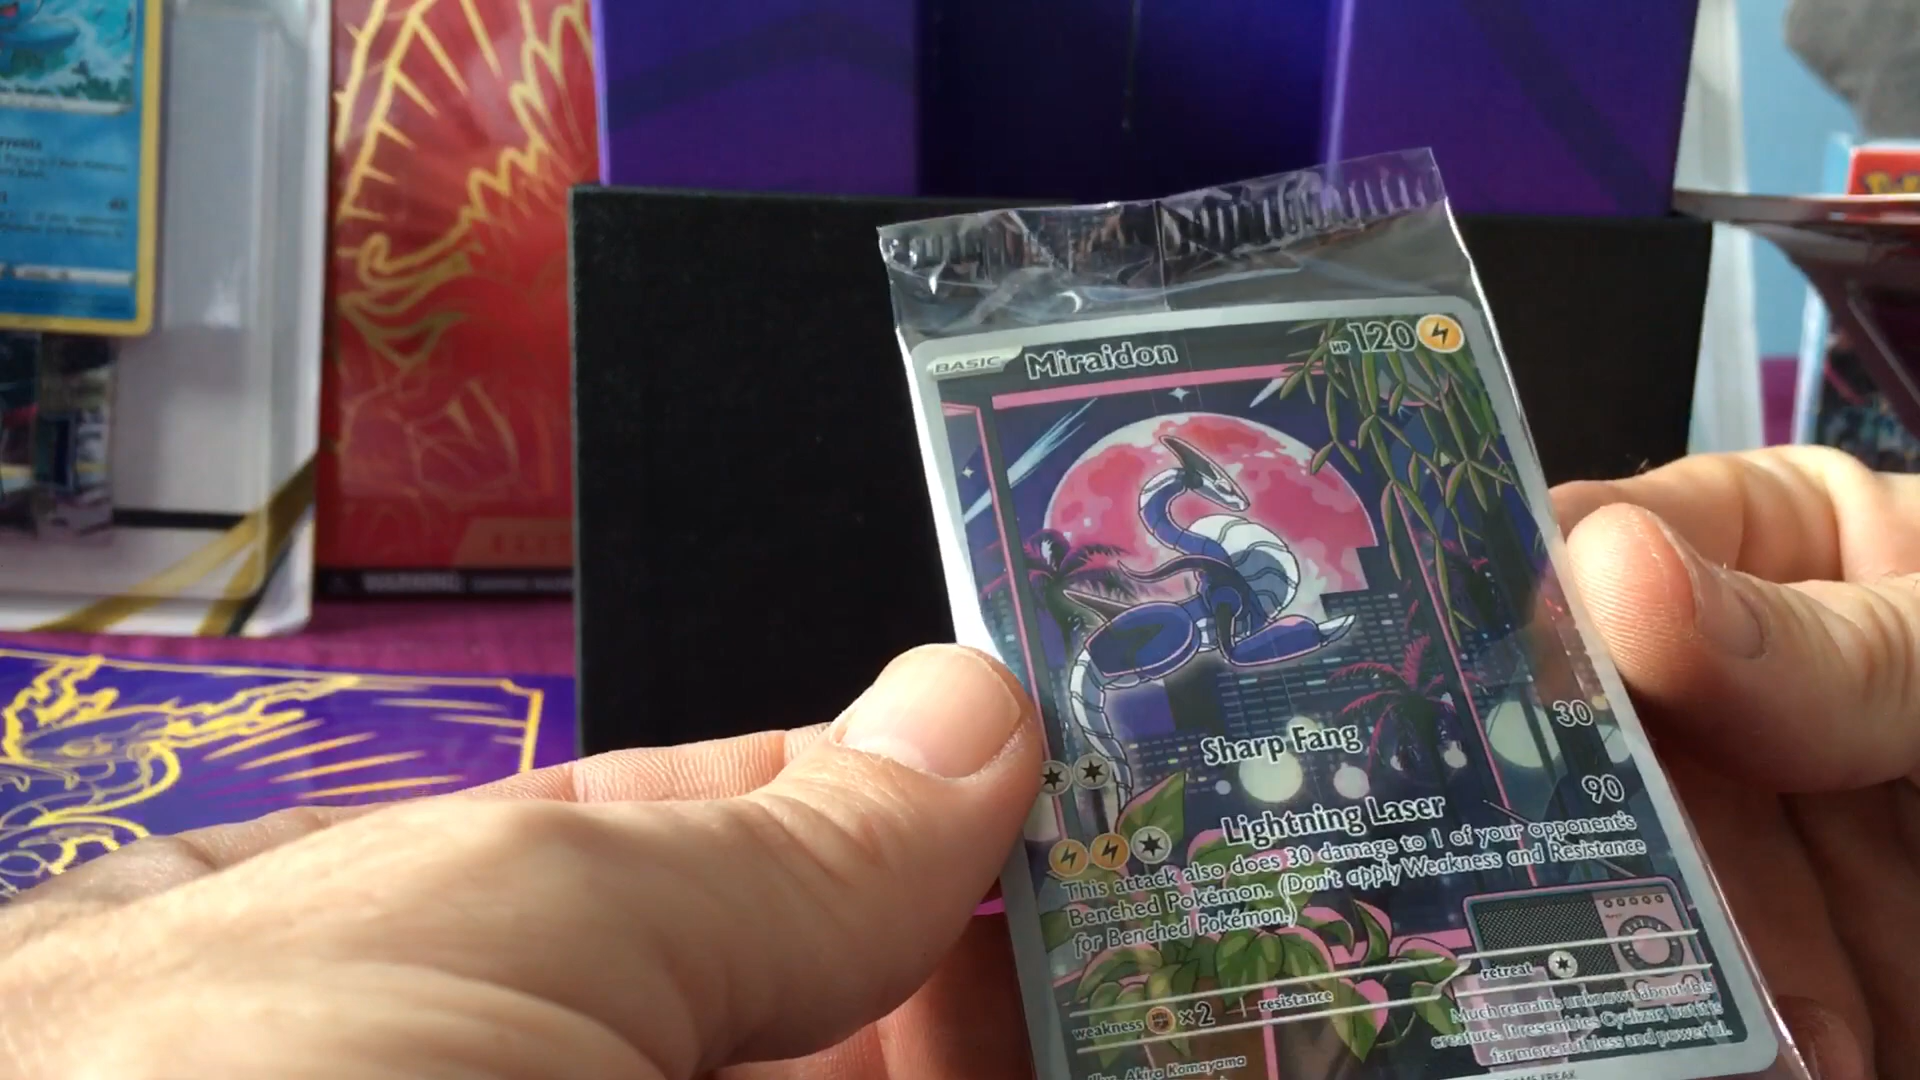 BASIC Miraidon HP 120
Sharp Fang 30
Lightning Laser 90
This attack also does 30 damage to 1 of your opponent's
Benched Pokémon. (Don't apply Weakness and Resistance
for Benched Pokémon.)
weakness ×2 resistance retreat
Much remains unknown about this
creature. It resembles Cyclizar, but it is
far more ruthless and powerful.
Illus. Akira Komayama
GAME FREAK
WARNING: